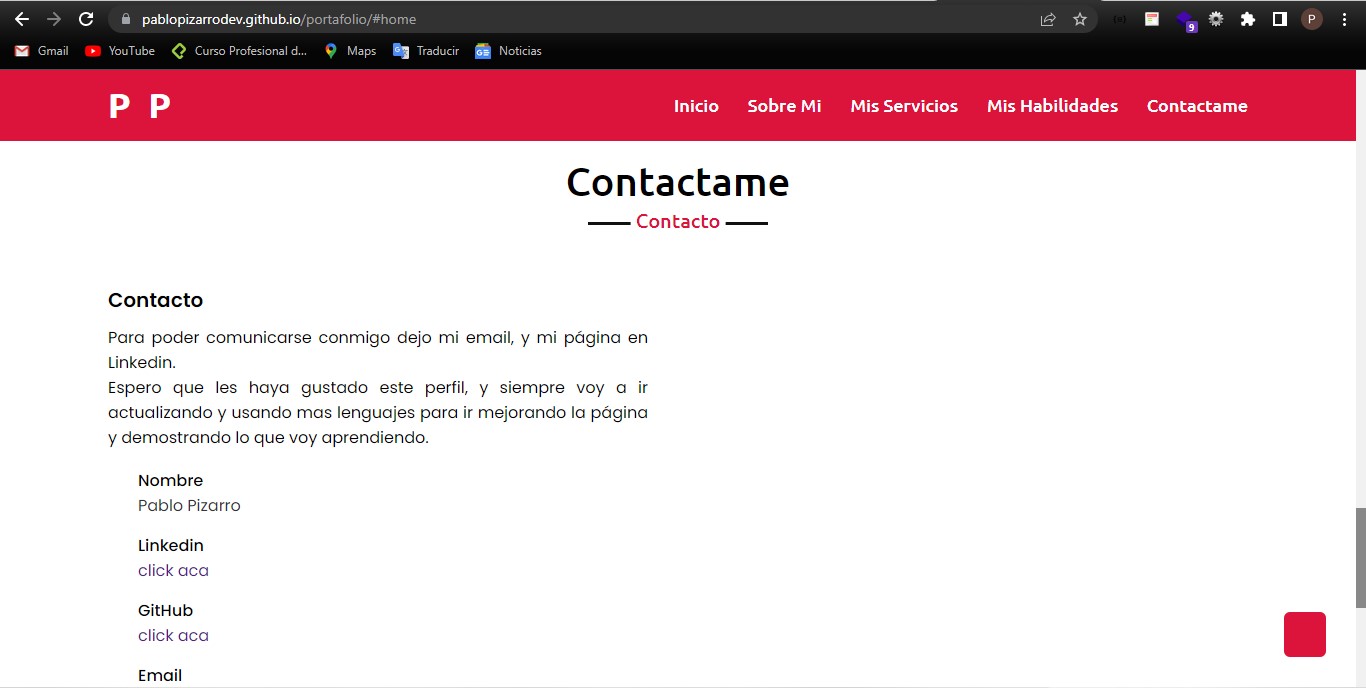 pablopizarrodev.github.io/portafolio/#home
P
9
Gmail YouTube Curso Profesional d... Maps Traducir Noticias
P P Inicio Sobre Mi Mis Servicios Mis Habilidades Contactame
Contactame
Contacto
Contacto
Para poder comunicarse conmigo dejo mi email, y mi página en
Linkedin.
Espero que les haya gustado este perfil, y siempre voy a ir
actualizando y usando mas lenguajes para ir mejorando la página
y demostrando lo que voy aprendiendo.
Nombre
Pablo Pizarro
Linkedin
click aca
GitHub
click aca
Email